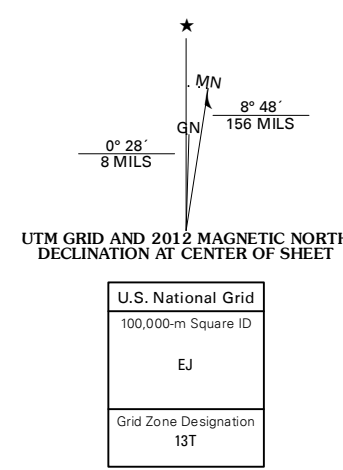 MN
GN
8° 48´
156 MILS
0° 28´
8 MILS
UTM GRID AND 2012 MAGNETIC NORTH
DECLINATION AT CENTER OF SHEET
U.S. National Grid
100,000-m Square ID
EJ
Grid Zone Designation
13T